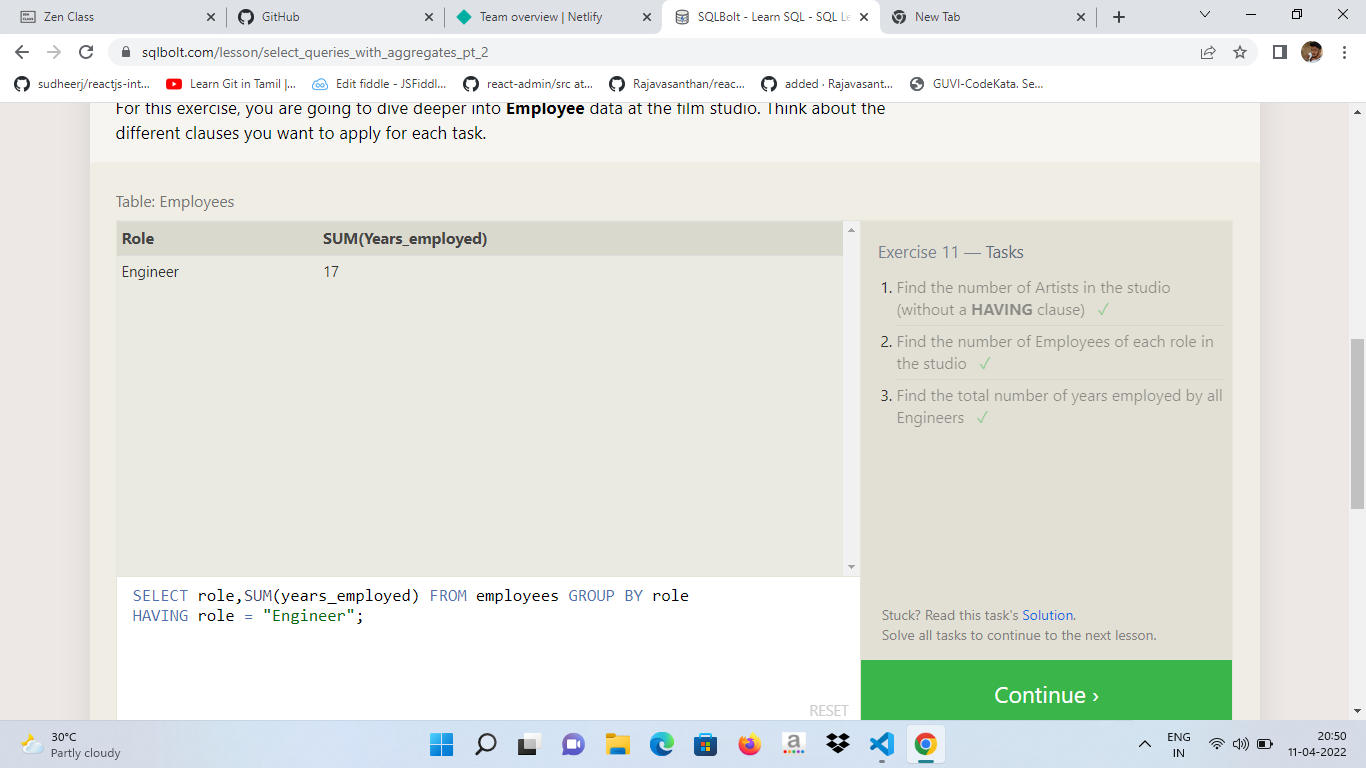 Zen Class
GitHub
Team overview | Netlify
SQLBolt - Learn SQL - SQL Le
New Tab
sqlbolt.com/lesson/select_queries_with_aggregates_pt_2
sudheerj/reactjs-int...
Learn Git in Tamil |...
Edit fiddle - JSFiddl...
react-admin/src at...
Rajavasanthan/reac...
added · Rajavasant...
GUVI-CodeKata. Se...
For this exercise, you are going to dive deeper into Employee data at the film studio. Think about the
different clauses you want to apply for each task.
Table: Employees
Role SUM(Years_employed)
Engineer 17
Exercise 11 — Tasks
1. Find the number of Artists in the studio
(without a HAVING clause) ✓
2. Find the number of Employees of each role in
the studio ✓
3. Find the total number of years employed by all
Engineers ✓
SELECT role,SUM(years_employed) FROM employees GROUP BY role
HAVING role = "Engineer";
RESET
Stuck? Read this task's Solution.
Solve all tasks to continue to the next lesson.
Continue ›
30°C
Partly cloudy
ENG
IN
20:50
11-04-2022